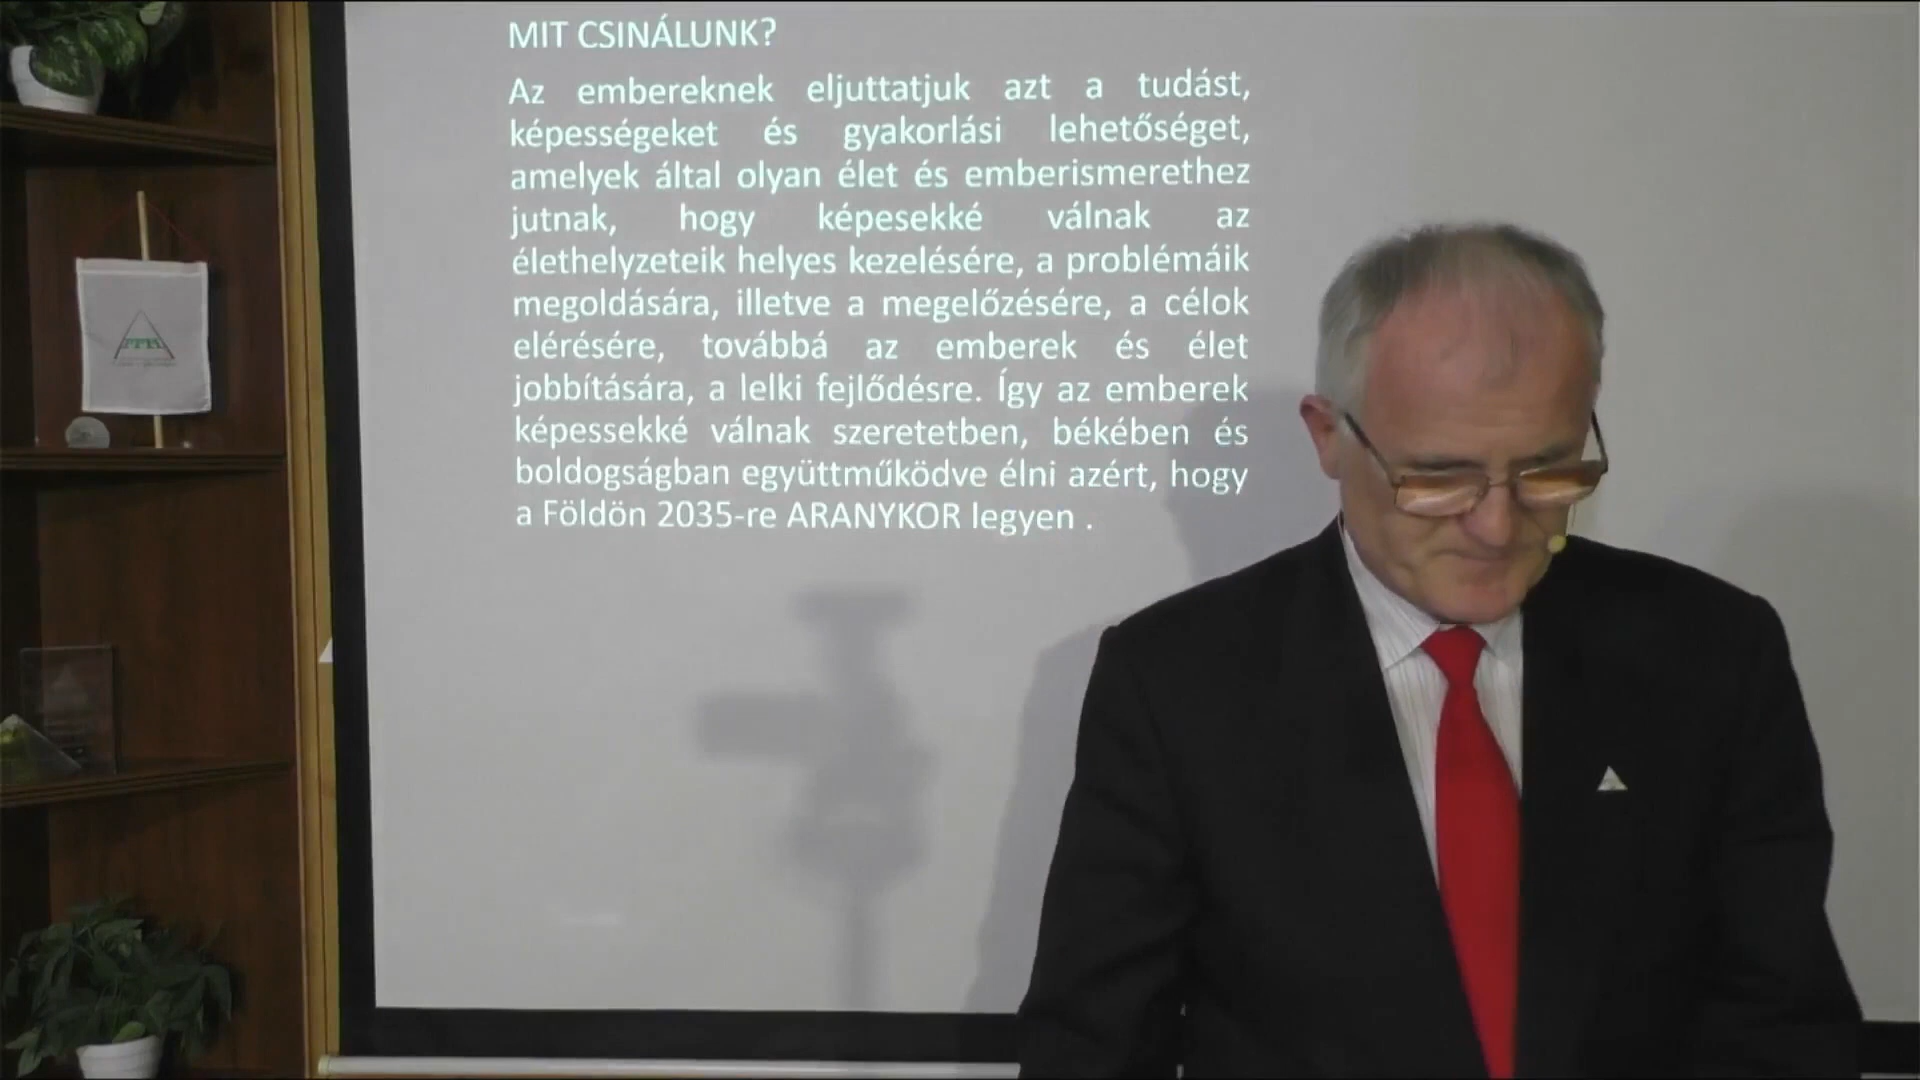 MIT CSINÁLUNK?
Az embereknek eljuttatjuk azt a tudást,
képességeket és gyakorlási lehetőséget,
amelyek által olyan élet és emberismerethez
jutnak, hogy képesekké válnak az
élethelyzeteik helyes kezelésére, a problémáik
megoldására, illetve a megelőzésére, a célok
elérésére, továbbá az emberek és élet
jobbítására, a lelki fejlődésre. Így az emberek
képessekké válnak szeretetben, békében és
boldogságban együttműködve élni azért, hogy
a Földön 2035-re ARANYKOR legyen .